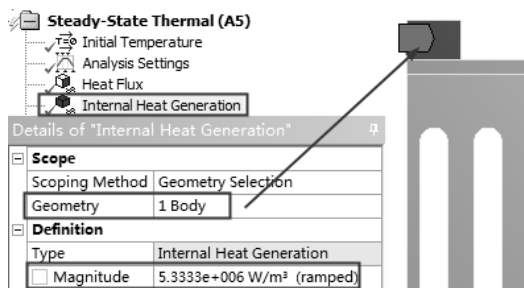 Steady-State Thermal (A5)
Initial Temperature
Analysis Settings
Heat Flux
Internal Heat Generation
Details of "Internal Heat Generation"
Scope
Scoping Method Geometry Selection
Geometry 1 Body
Definition
Type Internal Heat Generation
Magnitude 5.3333e+006 W/m³ (ramped)